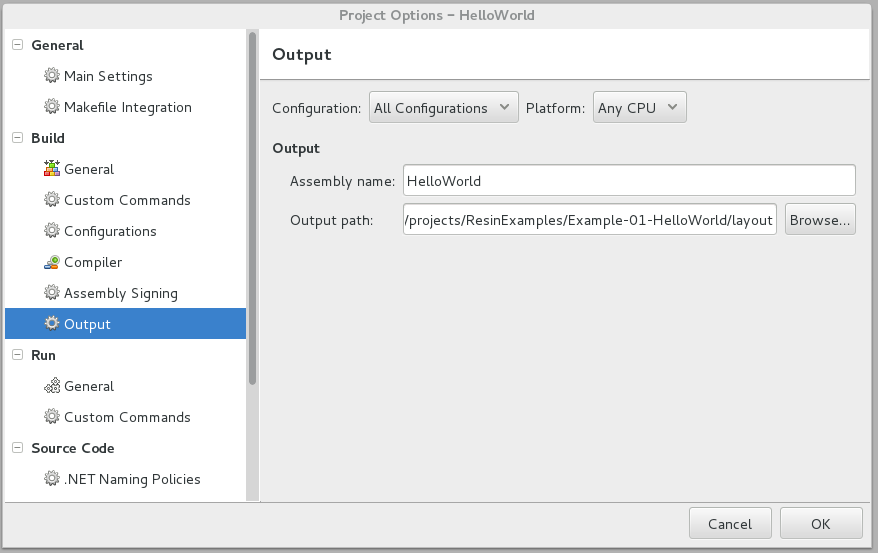 Project Options – HelloWorld
General
Main Settings
Makefile Integration
Build
General
Custom Commands
Configurations
Compiler
Assembly Signing
Output
Run
General
Custom Commands
Source Code
.NET Naming Policies
Output
Configuration: All Configurations Platform: Any CPU
Output
Assembly name: HelloWorld
Output path: /projects/ResinExamples/Example-01-HelloWorld/layout Browse...
Cancel OK